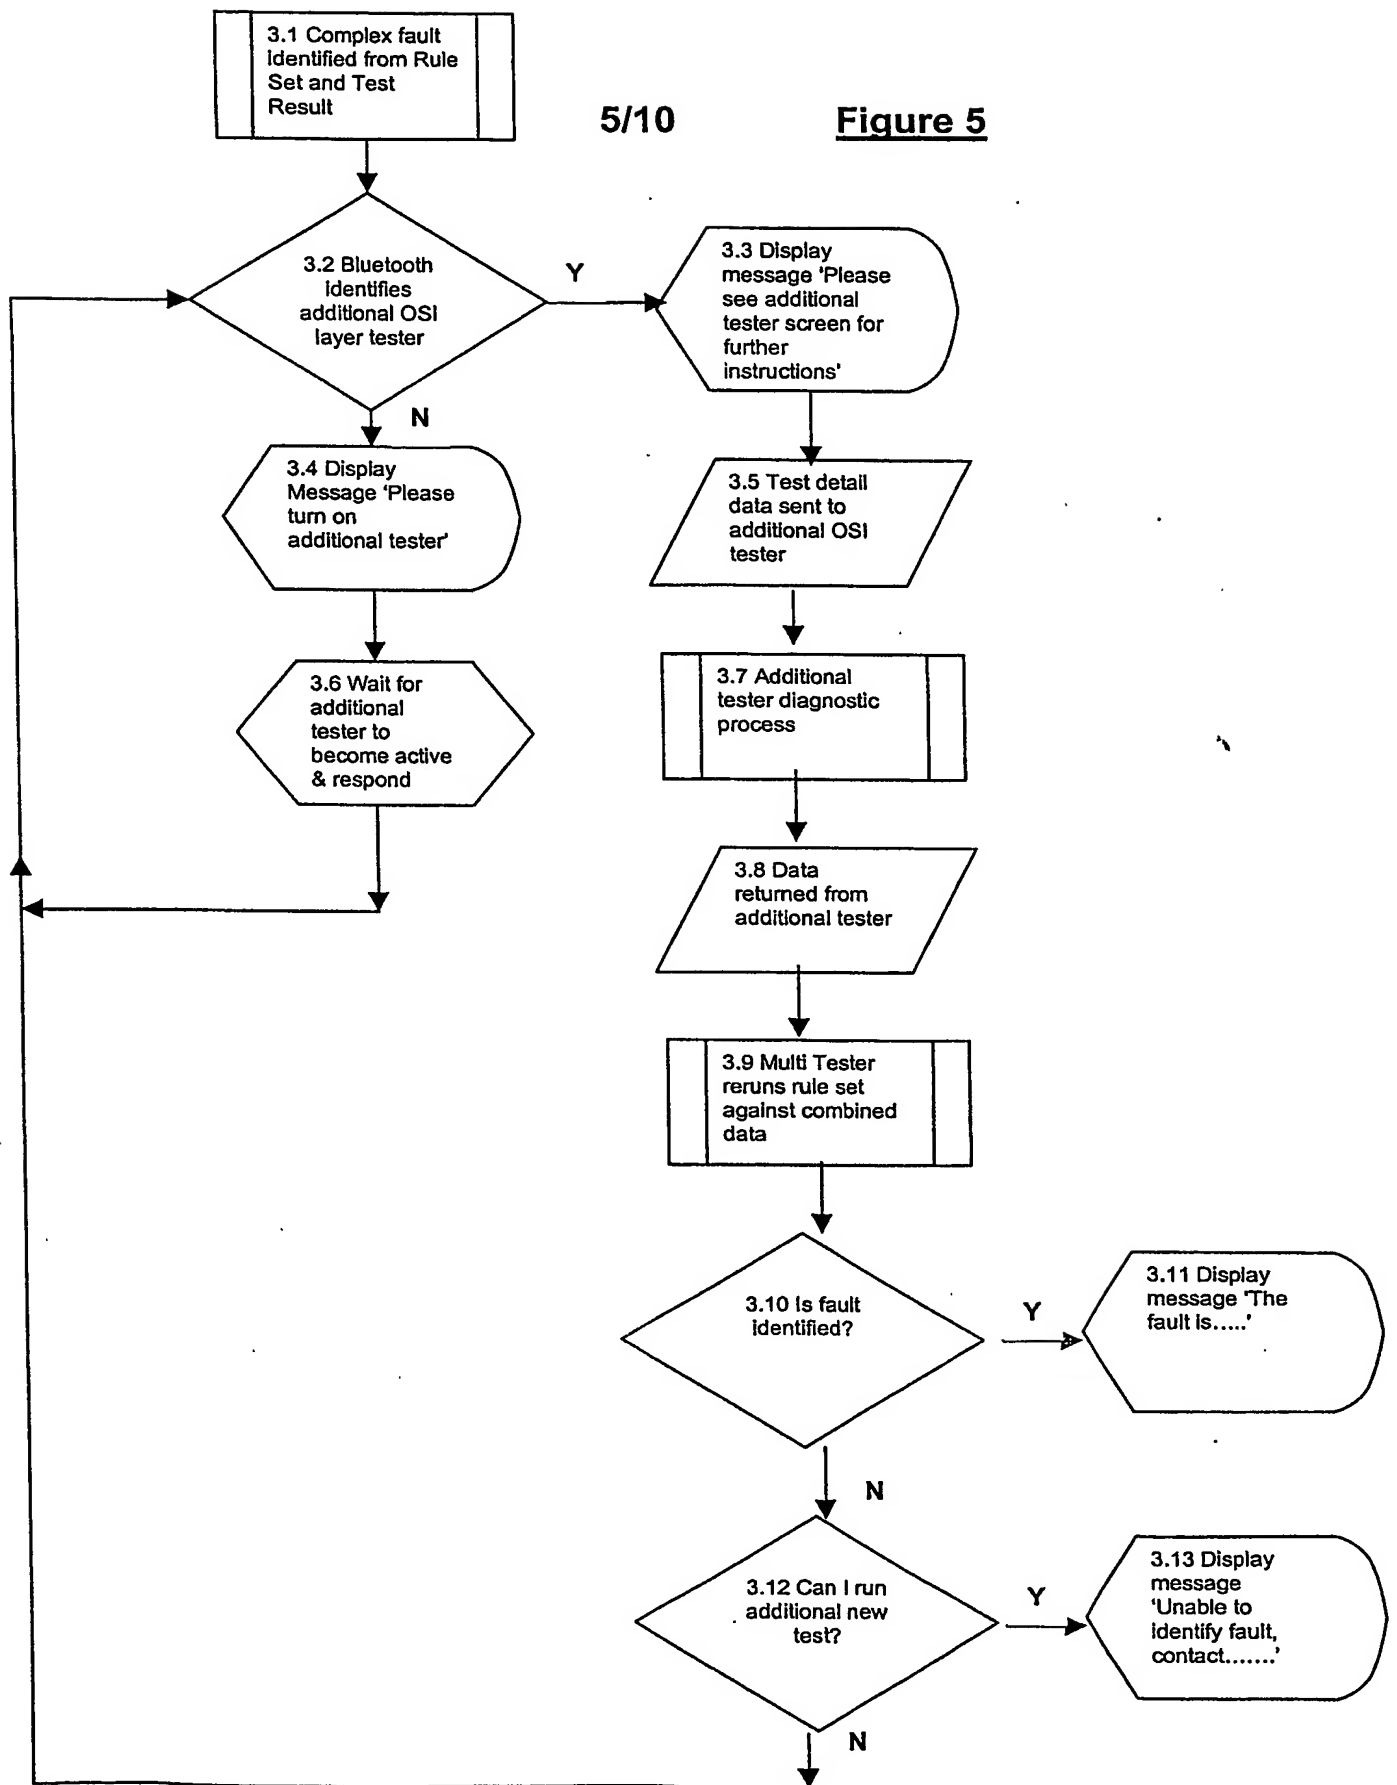 3.1 Complex fault
identified from Rule
Set and Test
Result
5/10
Figure 5
3.2 Bluetooth
identifies
additional OSI
layer tester
Y
3.3 Display
message 'Please
see additional
tester screen for
further
instructions'
N
3.4 Display
Message 'Please
turn on
additional tester'
3.5 Test detail
data sent to
additional OSI
tester
3.6 Wait for
additional
tester to
become active
& respond
3.7 Additional
tester diagnostic
process
3.8 Data
returned from
additional tester
3.9 Multi Tester
reruns rule set
against combined
data
3.10 Is fault
identified?
Y
3.11 Display
message 'The
fault is.....'
N
3.12 Can I run
additional new
test?
Y
3.13 Display
message
'Unable to
identify fault,
contact.......'
N